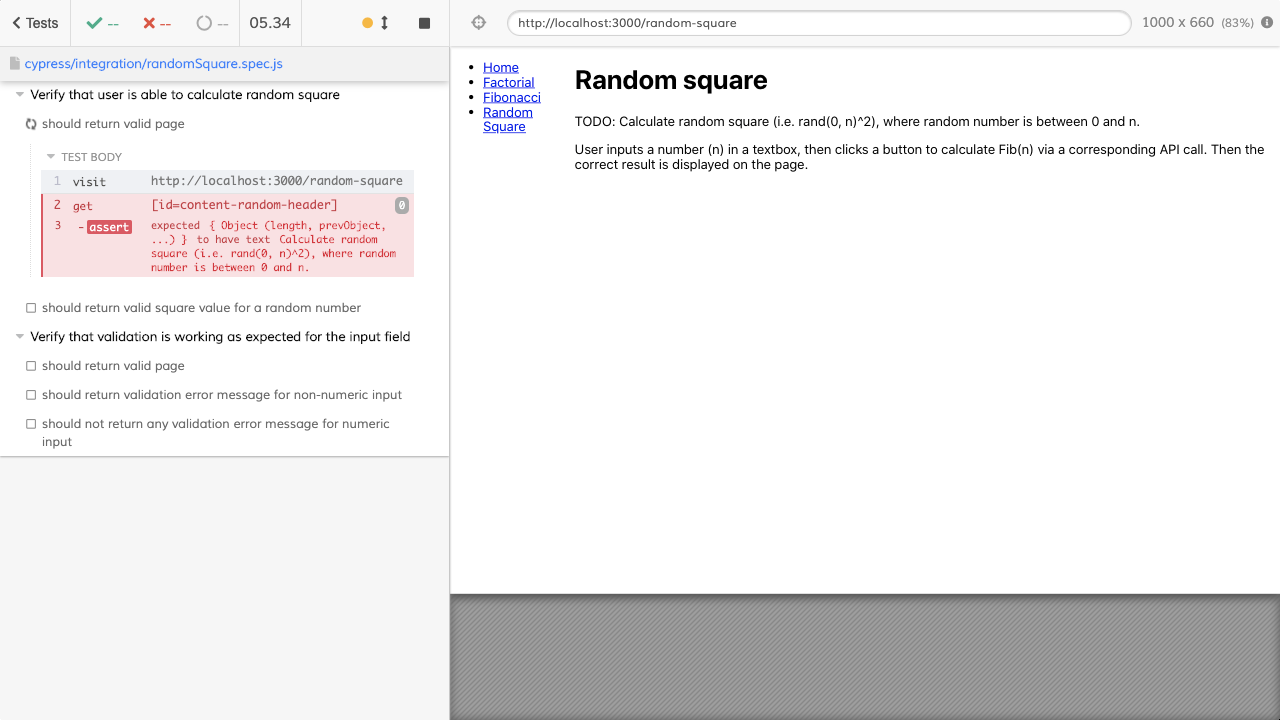 Tests
--
--
--
05.34
http://localhost:3000/random-square
1000 x 660 (83%)
cypress/integration/randomSquare.spec.js
Verify that user is able to calculate random square
should return valid page
TEST BODY
1 visit http://localhost:3000/random-square
2 get [id=content-random-header] 0
3 - assert expected { Object (length, prevObject,
...) } to have text Calculate random
square (i.e. rand(0, n)^2), where random
number is between 0 and n.
should return valid square value for a random number
Verify that validation is working as expected for the input field
should return valid page
should return validation error message for non-numeric input
should not return any validation error message for numeric
input
Home
Factorial
Fibonacci
Random
Square
Random square
TODO: Calculate random square (i.e. rand(0, n)^2), where random number is between 0 and n.
User inputs a number (n) in a textbox, then clicks a button to calculate Fib(n) via a corresponding API call. Then the
correct result is displayed on the page.